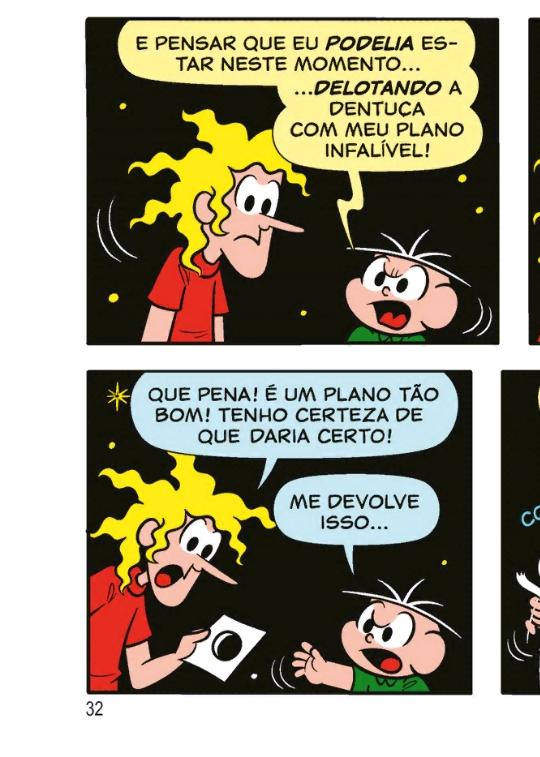 E PENSAR QUE EU PODELIA ES-
TAR NESTE MOMENTO...
...DELOTANDO A
DENTUÇA
COM MEU PLANO
INFALÍVEL!
QUE PENA! É UM PLANO TÃO
BOM! TENHO CERTEZA DE
QUE DARIA CERTO!
ME DEVOLVE
ISSO...
32